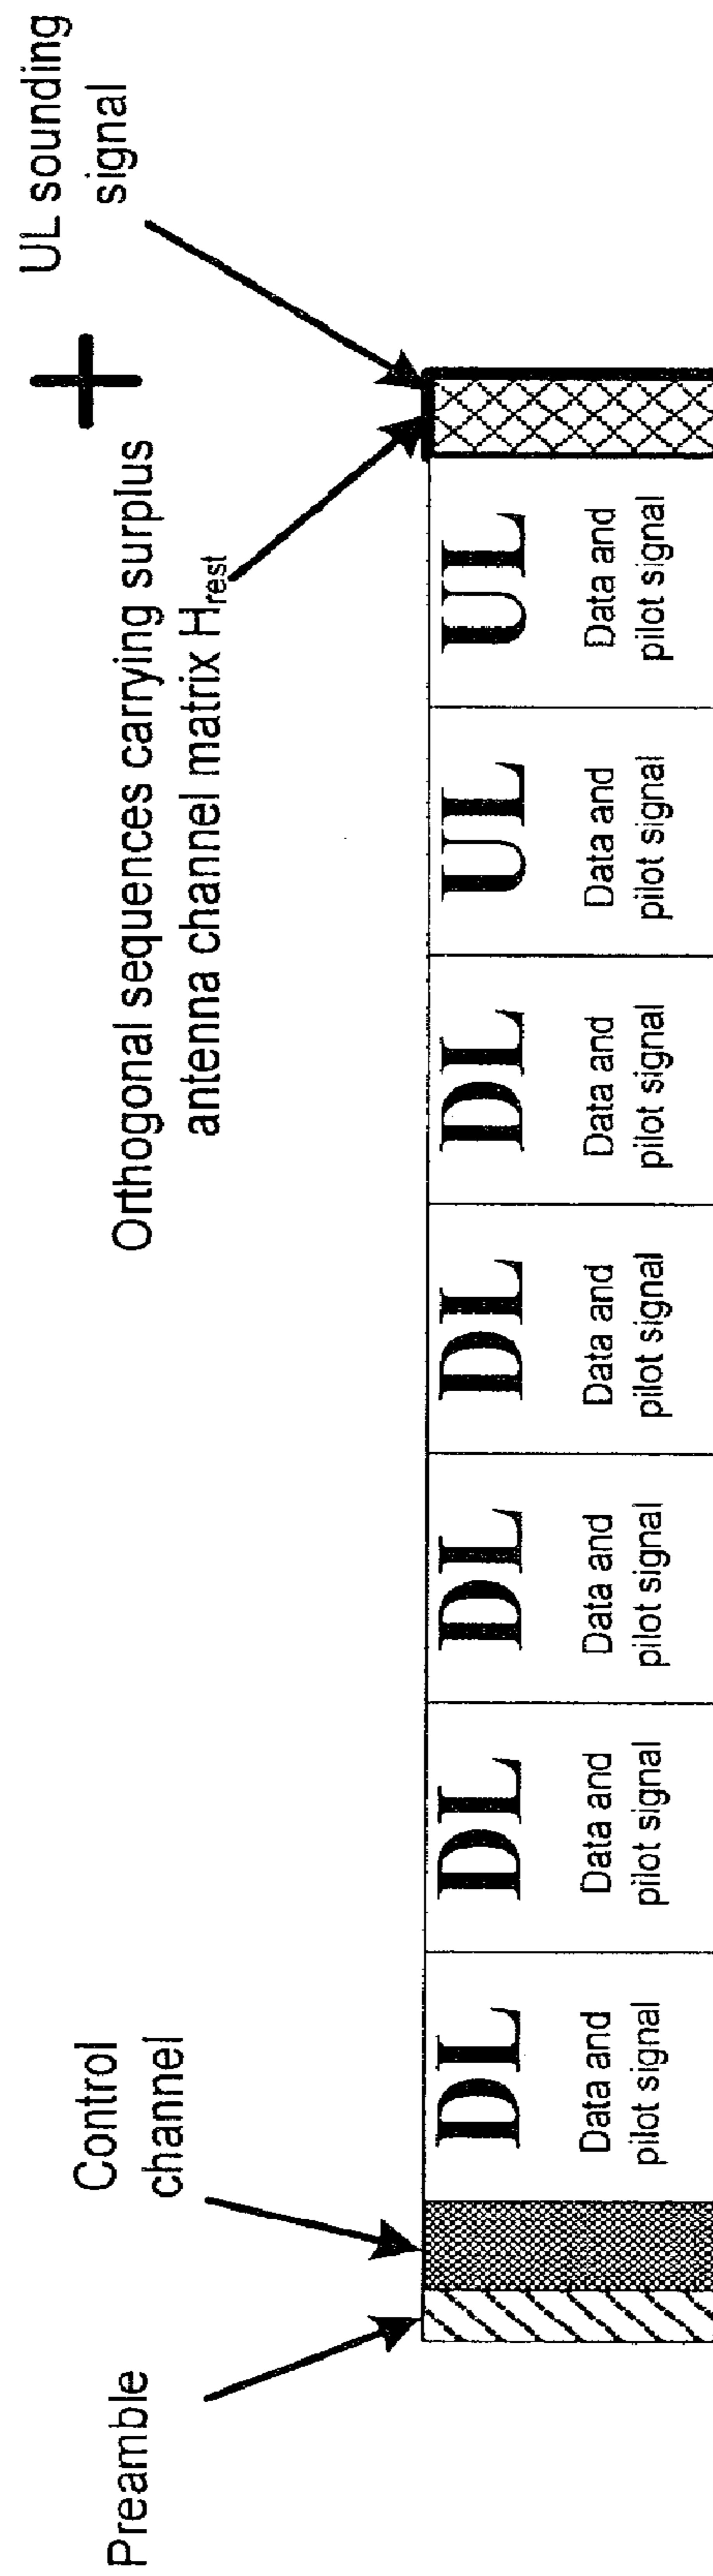 Preamble
Control
channel
Orthogonal sequences carrying surplus
antenna channel matrix Hrest
+
UL sounding
signal
DL
Data and
pilot signal
DL
Data and
pilot signal
DL
Data and
pilot signal
DL
Data and
pilot signal
DL
Data and
pilot signal
UL
Data and
pilot signal
UL
Data and
pilot signal